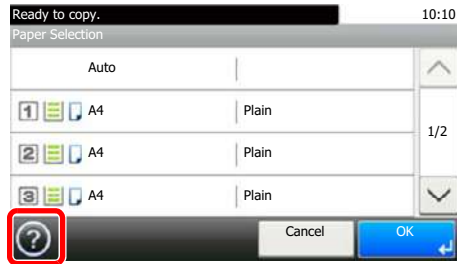 Ready to copy. 10:10
Paper Selection
Auto
1 A4 Plain
1/2
2 A4 Plain
3 A4 Plain
? Cancel OK